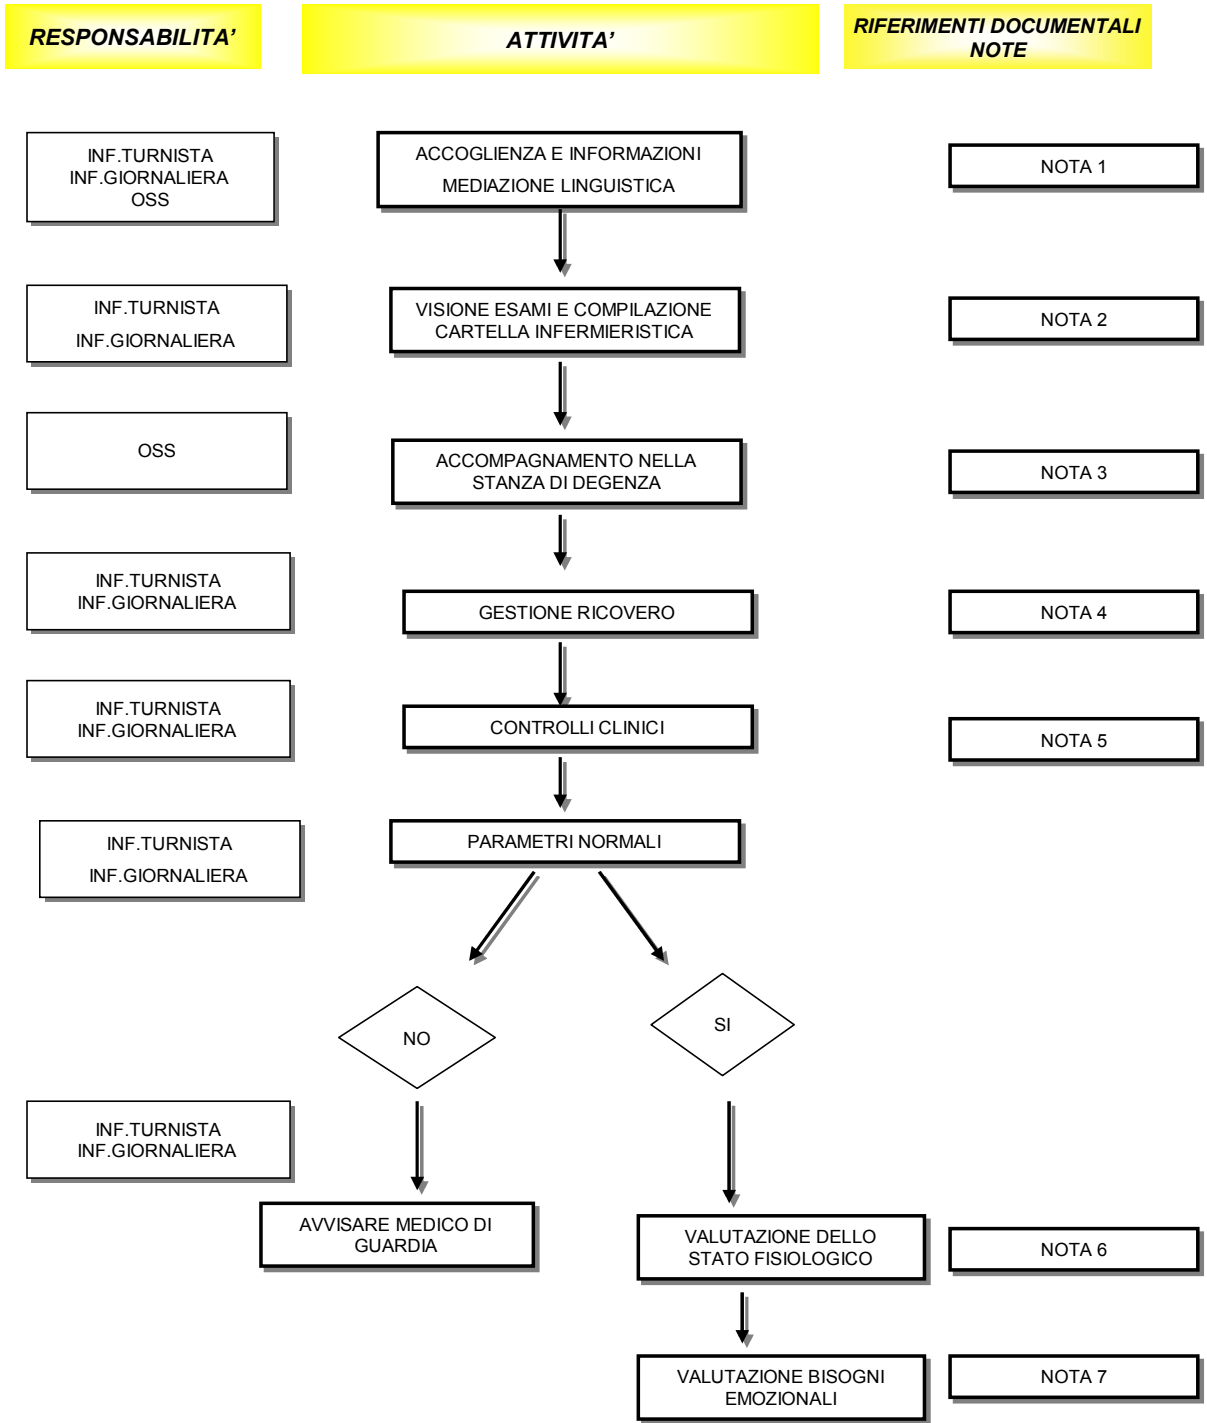 RESPONSABILITA’
ATTIVITA’
RIFERIMENTI DOCUMENTALI
NOTE
INF.TURNISTA
INF.GIORNALIERA
OSS
ACCOGLIENZA E INFORMAZIONI
MEDIAZIONE LINGUISTICA
NOTA 1
INF.TURNISTA
INF.GIORNALIERA
VISIONE ESAMI E COMPILAZIONE
CARTELLA INFERMIERISTICA
NOTA 2
OSS
ACCOMPAGNAMENTO NELLA
STANZA DI DEGENZA
NOTA 3
INF.TURNISTA
INF.GIORNALIERA
GESTIONE RICOVERO
NOTA 4
INF.TURNISTA
INF.GIORNALIERA
CONTROLLI CLINICI
NOTA 5
INF.TURNISTA
INF.GIORNALIERA
PARAMETRI NORMALI
NO
SI
INF.TURNISTA
INF.GIORNALIERA
AVVISARE MEDICO DI
GUARDIA
VALUTAZIONE DELLO
STATO FISIOLOGICO
NOTA 6
VALUTAZIONE BISOGNI
EMOZIONALI
NOTA 7